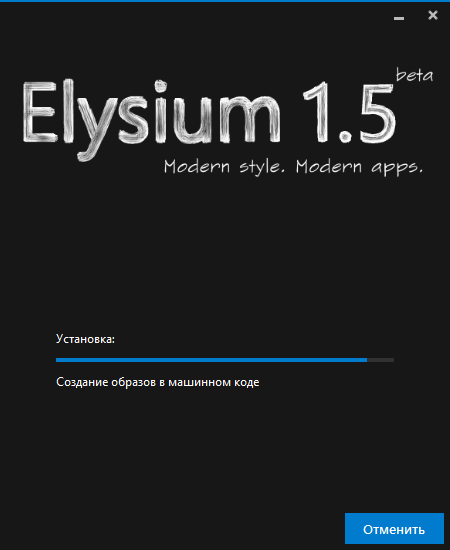 Elysium 1.5 beta
Modern style. Modern apps.
Установка:
Создание образов в машинном коде
Отменить